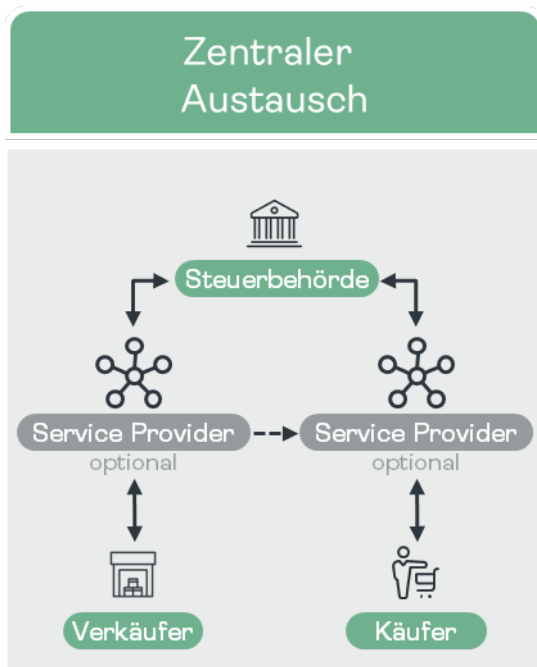 Zentraler
Austausch
Steuerbehörde
Service Provider
optional
Service Provider
optional
Verkäufer
Käufer